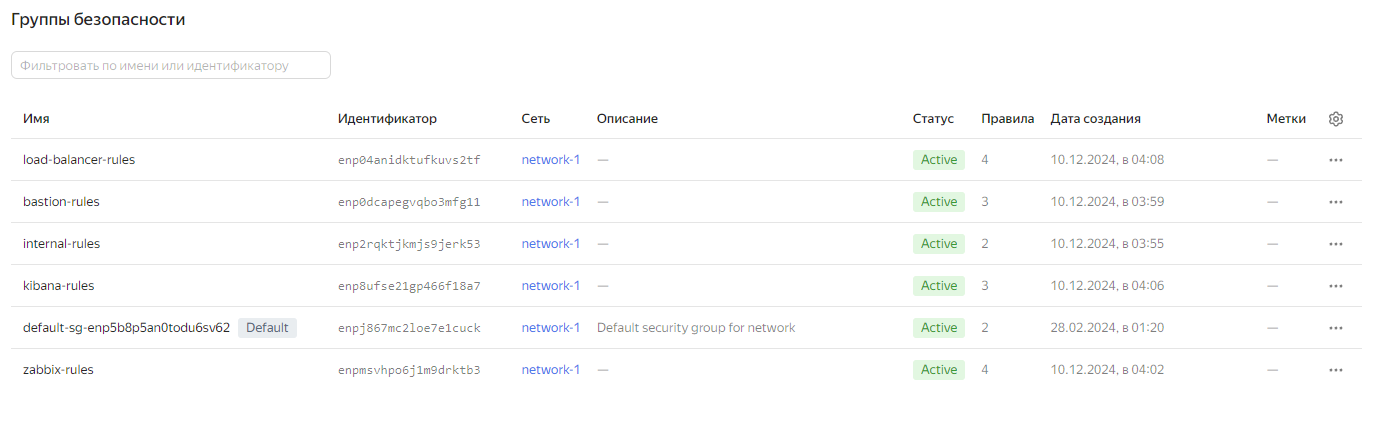 Группы безопасности
Фильтровать по имени или идентификатору
Имя Идентификатор Сеть Описание Статус Правила Дата создания Метки
load-balancer-rules enp04anidktufkuvs2tf network-1 — Active 4 10.12.2024, в 04:08 —
bastion-rules enp0dcapegvqbo3mfg11 network-1 — Active 3 10.12.2024, в 03:59 —
internal-rules enp2rqktjkmjs9jerk53 network-1 — Active 2 10.12.2024, в 03:55 —
kibana-rules enp8ufse21gp466f18a7 network-1 — Active 3 10.12.2024, в 04:06 —
default-sg-enp5b8p5an0todu6sv62 Default enpj867mc2loe7e1cuck network-1 Default security group for network Active 2 28.02.2024, в 01:20 —
zabbix-rules enpmsvhpo6j1m9drktb3 network-1 — Active 4 10.12.2024, в 04:02 —